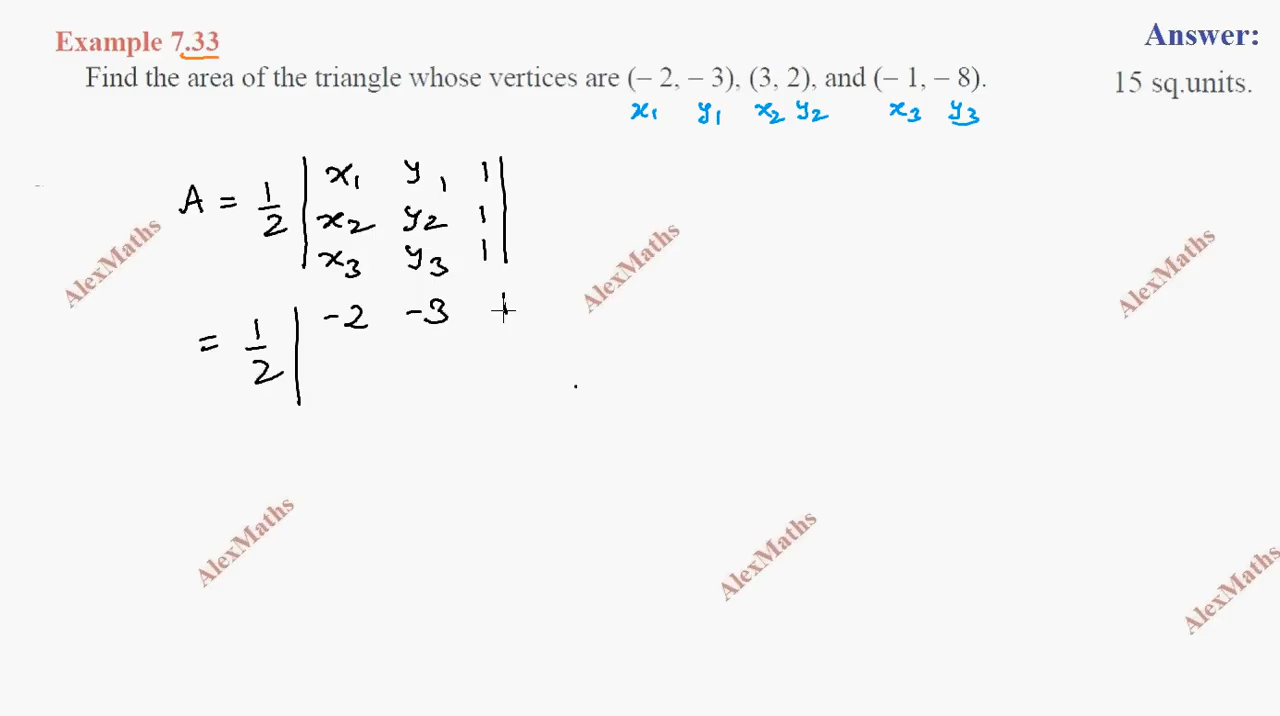 Example 7.33
Answer:
Find the area of the triangle whose vertices are (– 2, – 3), (3, 2), and (– 1, – 8).
15 sq.units.
x₁ y₁ x₂ y₂ x₃ y₃
A = 1/2 | x₁ y₁ 1 |
| x₂ y₂ 1 |
| x₃ y₃ 1 |
= 1/2 | -2 -3 1
AlexMaths
AlexMaths
AlexMaths
AlexMaths
AlexMaths
AlexMaths